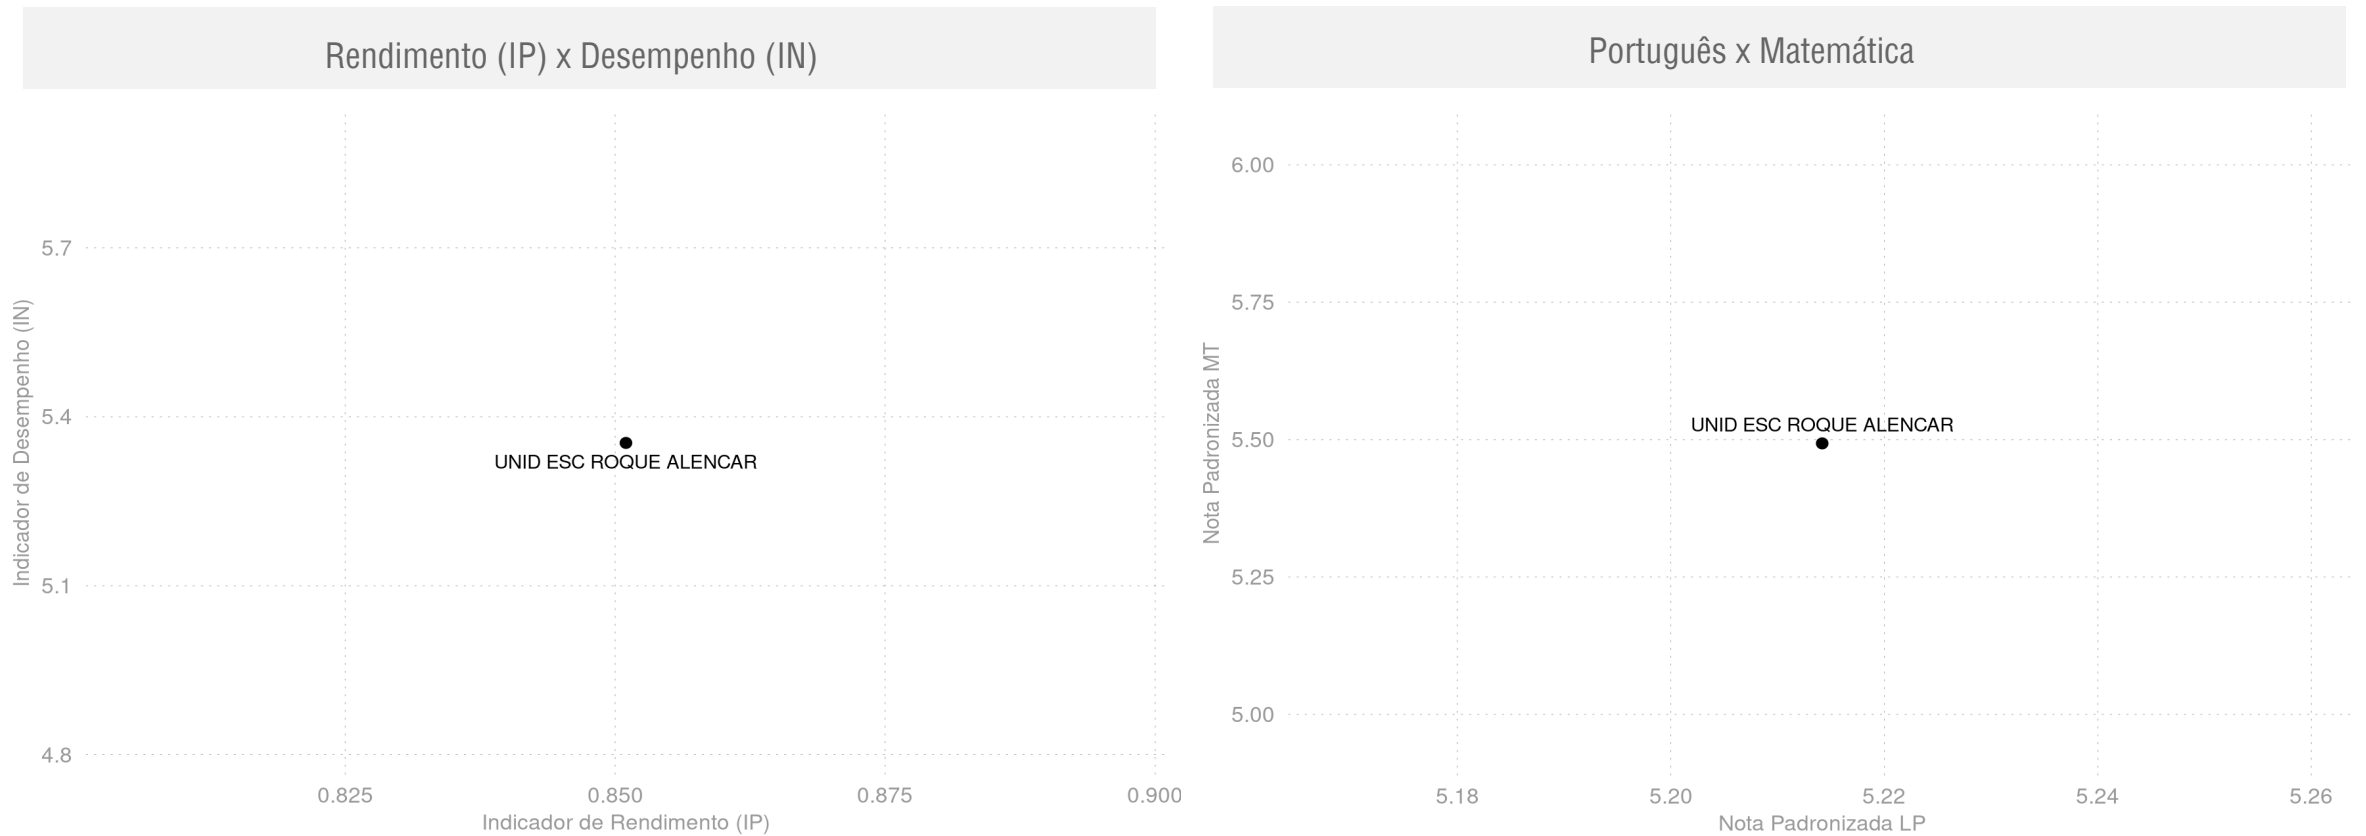 Rendimento (IP) x Desempenho (IN)
5.7
5.4
5.1
4.8
Indicador de Desempenho (IN)
UNID ESC ROQUE ALENCAR
0.825 0.850 0.875 0.900
Indicador de Rendimento (IP)
Português x Matemática
6.00
5.75
5.50
5.25
5.00
Nota Padronizada MT
UNID ESC ROQUE ALENCAR
5.18 5.20 5.22 5.24 5.26
Nota Padronizada LP